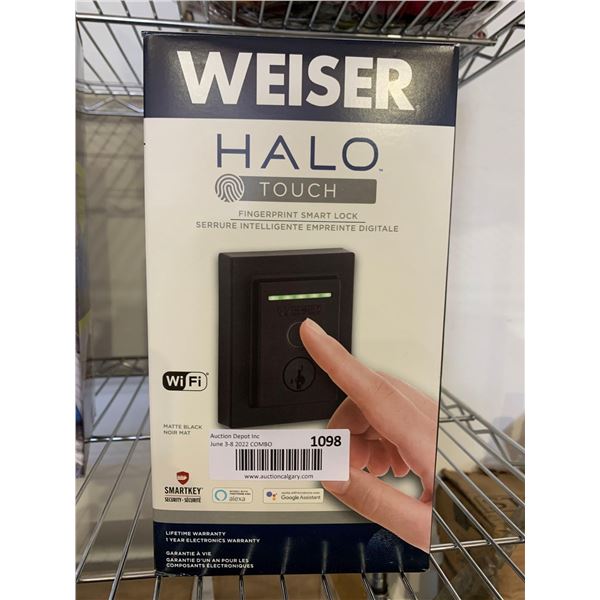 WEISER
HALO™
TOUCH
FINGERPRINT SMART LOCK
SERRURE INTELLIGENTE EMPREINTE DIGITALE
WEISER
WiFi
MATTE BLACK
NOIR MAT
Auction Depot Inc
June 3-8 2022 COMBO
1098
www.auctioncalgary.com
SMARTKEY
SECURITY • SÉCURITÉ
alexa
Google Assistant
LIFETIME WARRANTY
1 YEAR ELECTRONICS WARRANTY
GARANTIE À VIE
GARANTIE D'UN AN POUR LES
COMPOSANTS ÉLECTRONIQUES